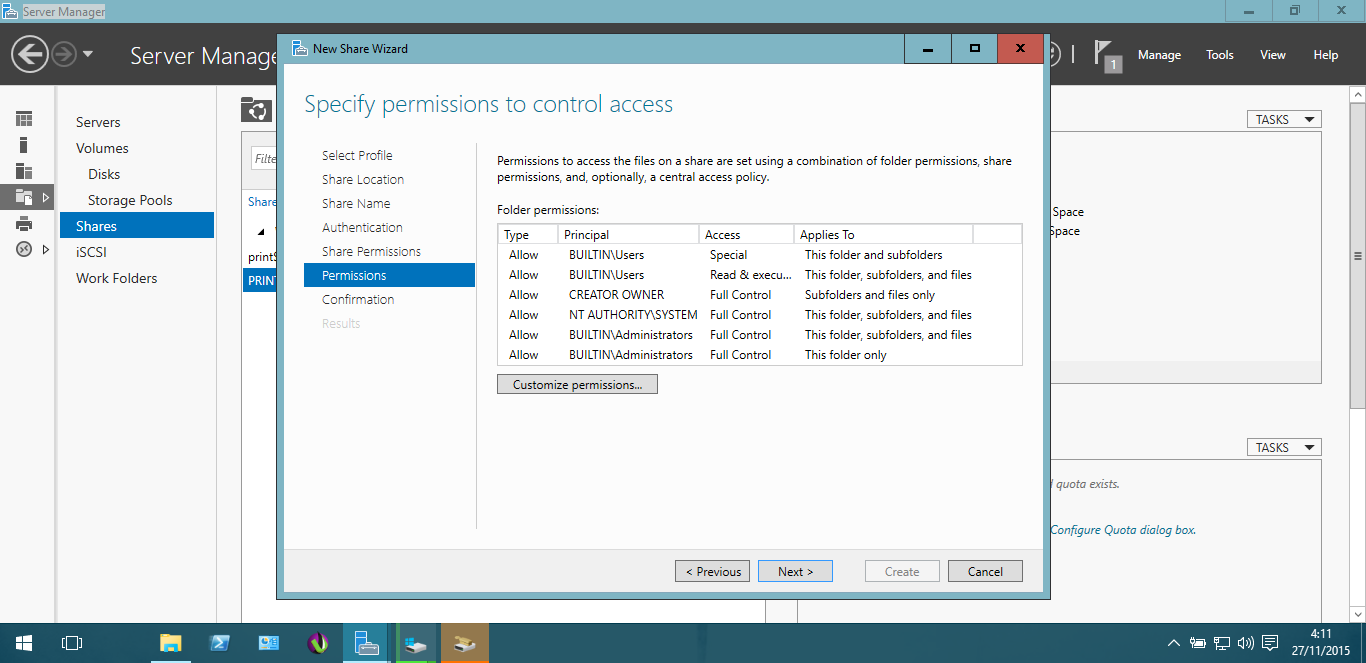 Server Manager
Server Manage
1
Manage
Tools
View
Help
Servers
Volumes
Disks
Storage Pools
Shares
iSCSI
Work Folders
Filte
Share
print
PRIN
New Share Wizard
Specify permissions to control access
Select Profile
Share Location
Share Name
Authentication
Share Permissions
Permissions
Confirmation
Results
Permissions to access the files on a share are set using a combination of folder permissions, share
permissions, and, optionally, a central access policy.
Folder permissions:
Type Principal Access Applies To
Allow BUILTIN\Users Special This folder and subfolders
Allow BUILTIN\Users Read & execu... This folder, subfolders, and files
Allow CREATOR OWNER Full Control Subfolders and files only
Allow NT AUTHORITY\SYSTEM Full Control This folder, subfolders, and files
Allow BUILTIN\Administrators Full Control This folder, subfolders, and files
Allow BUILTIN\Administrators Full Control This folder only
Customize permissions...
< Previous
Next >
Create
Cancel
TASKS
Space
Space
TASKS
quota exists.
Configure Quota dialog box.
4:11
27/11/2015